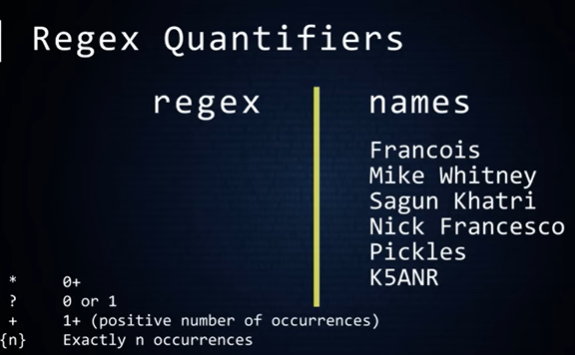 Regex Quantifiers
regex
names
Francois
Mike Whitney
Sagun Khatri
Nick Francesco
Pickles
K5ANR
* 0+
? 0 or 1
+ 1+ (positive number of occurrences)
{n} Exactly n occurrences